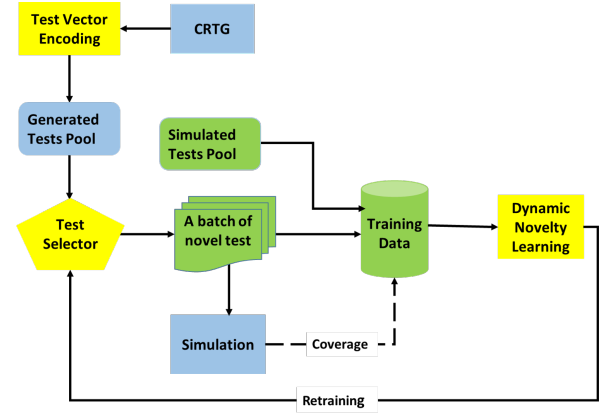 Test Vector
Encoding
CRTG
Generated
Tests Pool
Simulated
Tests Pool
Test
Selector
A batch of
novel test
Training
Data
Dynamic
Novelty
Learning
Simulation
Coverage
Retraining